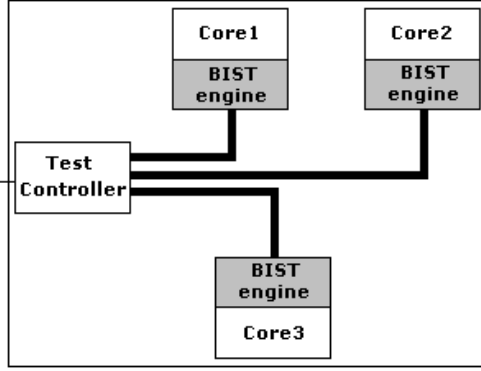 Core1
BIST
engine
Core2
BIST
engine
Test
Controller
BIST
engine
Core3